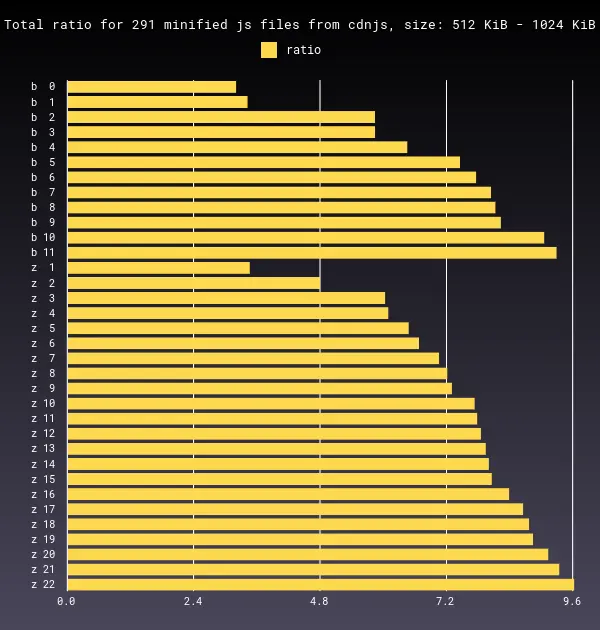 Total ratio for 291 minified js files from cdnjs, size: 512 KiB - 1024 KiB
ratio
b 0
b 1
b 2
b 3
b 4
b 5
b 6
b 7
b 8
b 9
b 10
b 11
z 1
z 2
z 3
z 4
z 5
z 6
z 7
z 8
z 9
z 10
z 11
z 12
z 13
z 14
z 15
z 16
z 17
z 18
z 19
z 20
z 21
z 22
0.0 2.4 4.8 7.2 9.6